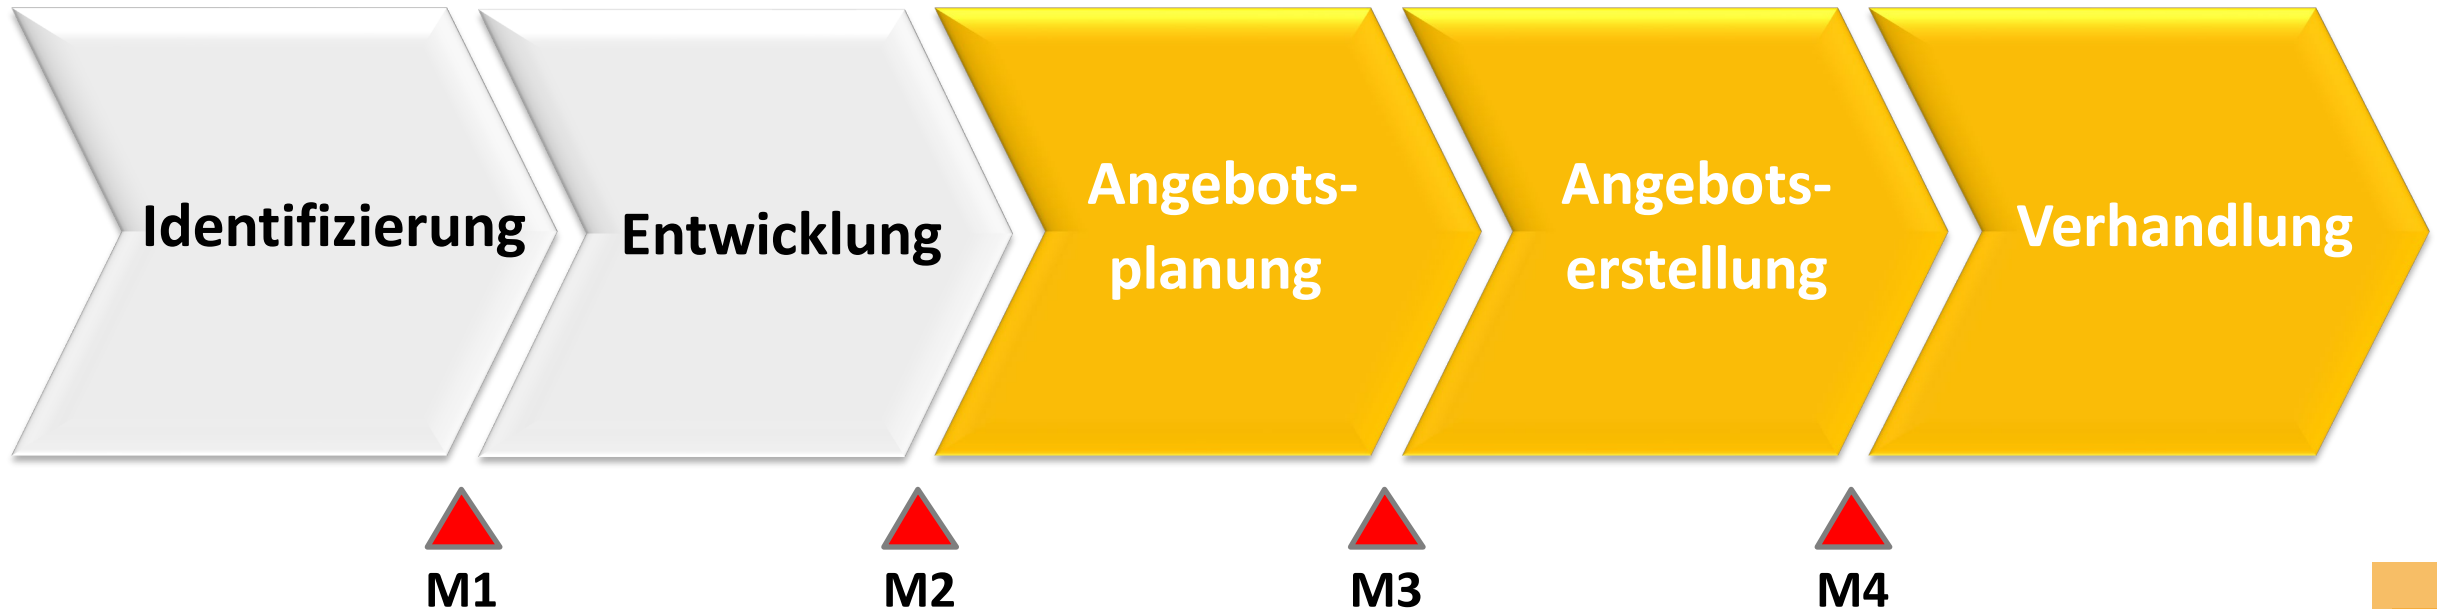 Identifizierung
Entwicklung
Angebots-
planung
Angebots-
erstellung
Verhandlung
M1
M2
M3
M4